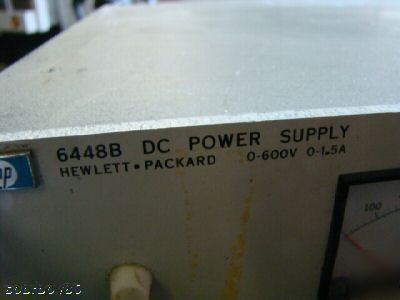 6448B DC POWER SUPPLY
hp HEWLETT•PACKARD 0-600V 0-1.5A
100